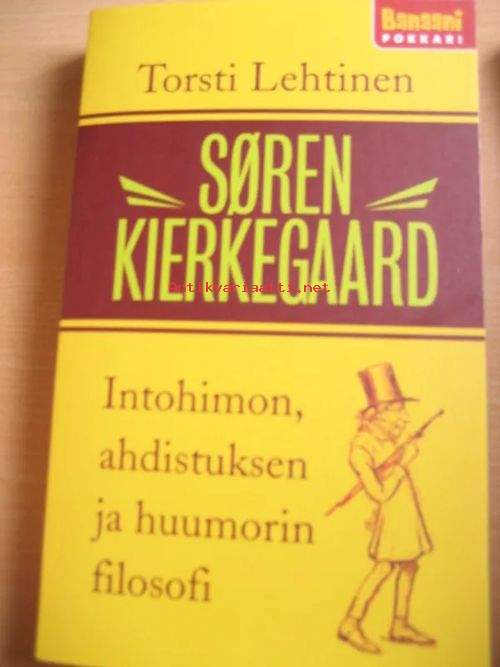 Banaani
POKKARI
Torsti Lehtinen
SØREN
KIERKEGAARD
Antikvariaatti.net
Intohimon,
ahdistuksen
ja huumorin
filosofi